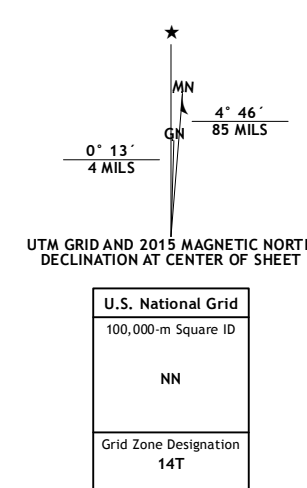 ★
MN
GN
4° 46´
85 MILS
0° 13´
4 MILS
UTM GRID AND 2015 MAGNETIC NORTH
DECLINATION AT CENTER OF SHEET
U.S. National Grid
100,000-m Square ID
NN
Grid Zone Designation
14T